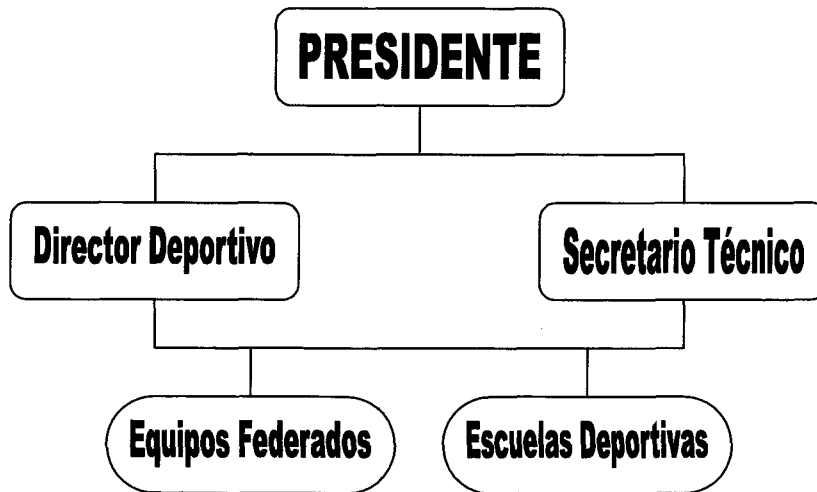 PRESIDENTE
Director Deportivo
Secretario Técnico
Equipos Federados
Escuelas Deportivas